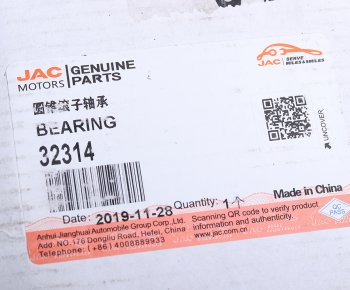 JAC MOTORS
GENUINE PARTS
JAC SERVE MILES & SMILES
圆锥滚子轴承
BEARING
32314
UNCOVER
Date: 2019-11-28 Quantity: 1个
Made in China
Anhui Jianghuai Automobile Group Corp., Ltd.
Add: NO.176 Dongliu Road, Hefei, China
Telephone: (+86) 4008889933
Scanning QR code to verify product
information and authenticity.
www.jac.com.cn
QC PASS